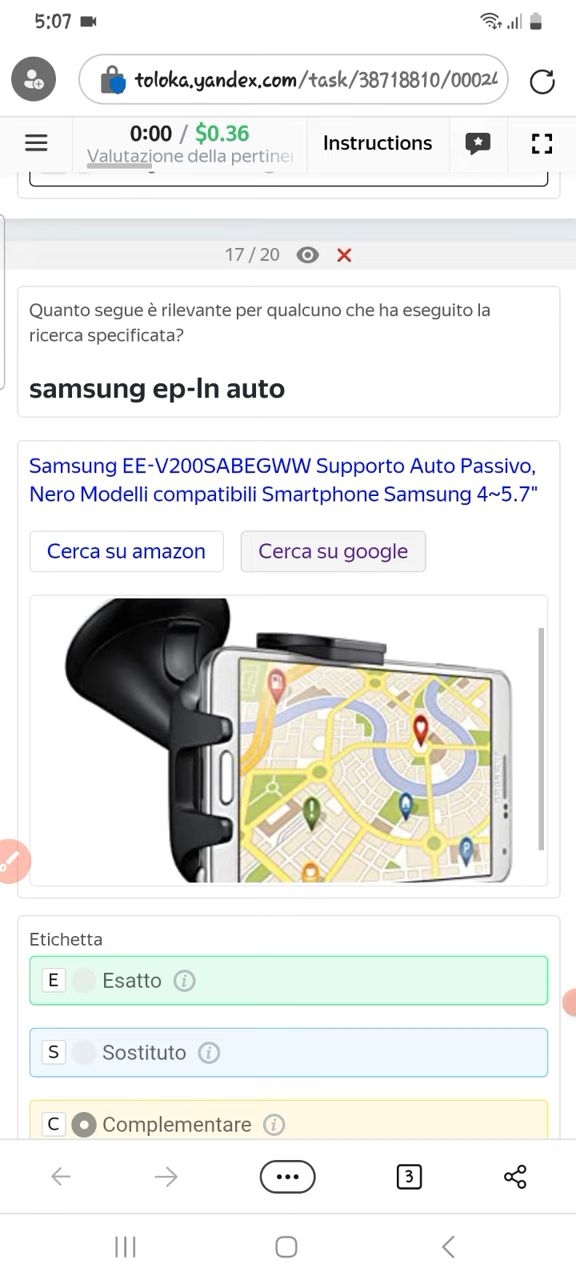 5:07
toloka.yandex.com/task/38718810/0002
0:00 / $0.36
Valutazione della pertine
Instructions
17 / 20
Quanto segue è rilevante per qualcuno che ha eseguito la
ricerca specificata?
samsung ep-ln auto
Samsung EE-V200SABEGWW Supporto Auto Passivo,
Nero Modelli compatibili Smartphone Samsung 4~5.7"
Cerca su amazon
Cerca su google
P
Etichetta
E Esatto
S Sostituto
C Complementare
3